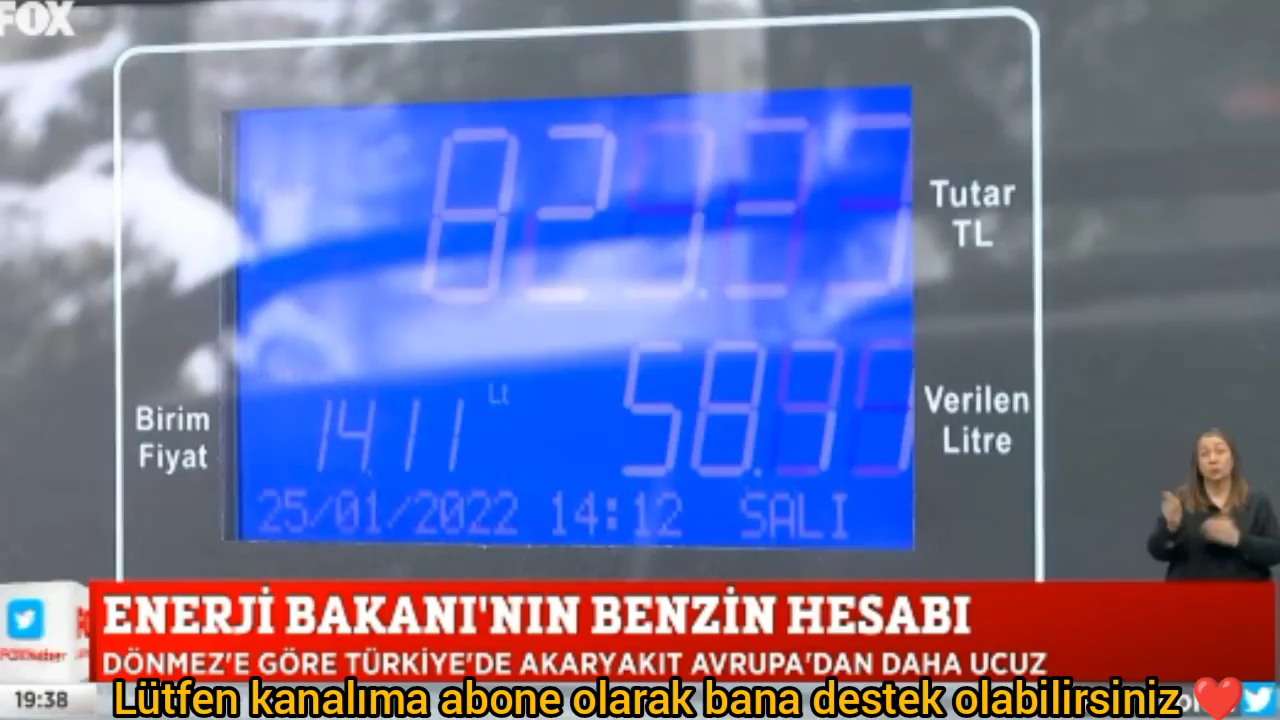 FOX
Tutar
TL
Birim
Fiyat
14.11
Lt
58.
Verilen
Litre
25/01/2022 14:12 SALI
ENERJİ BAKANI'NIN BENZİN HESABI
DÖNMEZ'E GÖRE TÜRKİYE'DE AKARYAKIT AVRUPA'DAN DAHA UCUZ
19:38
Lütfen kanalıma abone olarak bana destek olabilirsiniz❤️